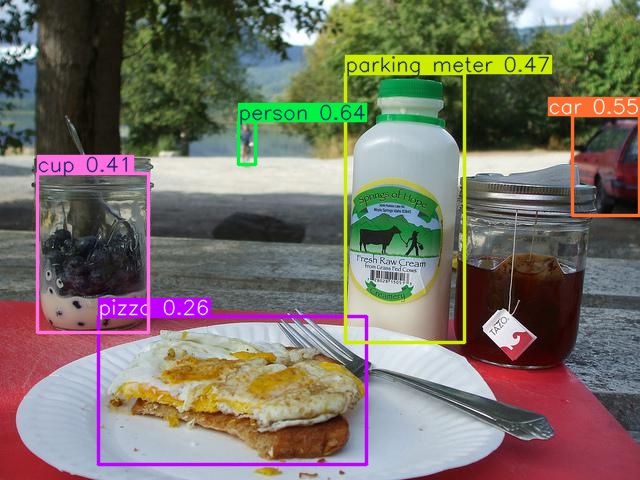 parking meter 0.47
person 0.64
car 0.55
cup 0.41
Springs of Hope
Fresh Raw Cream
from Grass Fed Cows
Creamery
TAZO
pizza 0.26